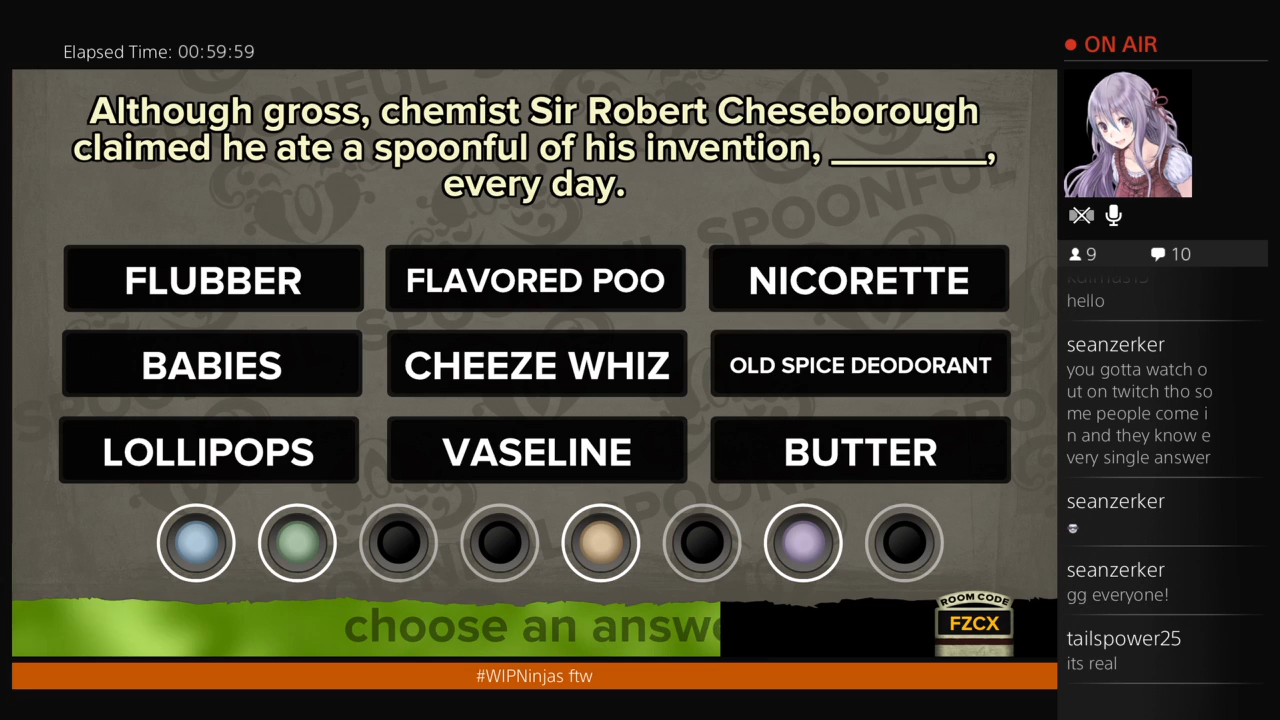 Elapsed Time: 00:59:59
Although gross, chemist Sir Robert Cheseborough
claimed he ate a spoonful of his invention, _______,
every day.
FLUBBER
FLAVORED POO
NICORETTE
BABIES
CHEEZE WHIZ
OLD SPICE DEODORANT
LOLLIPOPS
VASELINE
BUTTER
choose an answe
ROOM CODE
FZCX
#WIPNinjas ftw
ON AIR
9
10
hello
seanzerker
you gotta watch o
ut on twitch tho so
me people come i
n and they know e
very single answer
seanzerker
seanzerker
gg everyone!
tailspower25
its real
SPOONFUL